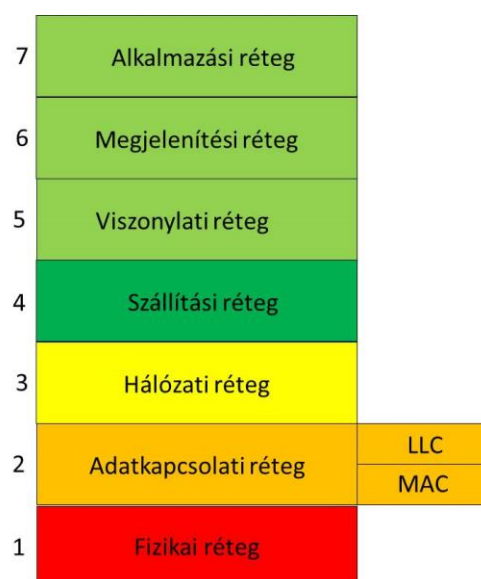 7 Alkalmazási réteg
6 Megjelenítési réteg
5 Viszonylati réteg
4 Szállítási réteg
3 Hálózati réteg
2 Adatkapcsolati réteg
LLC
MAC
1 Fizikai réteg